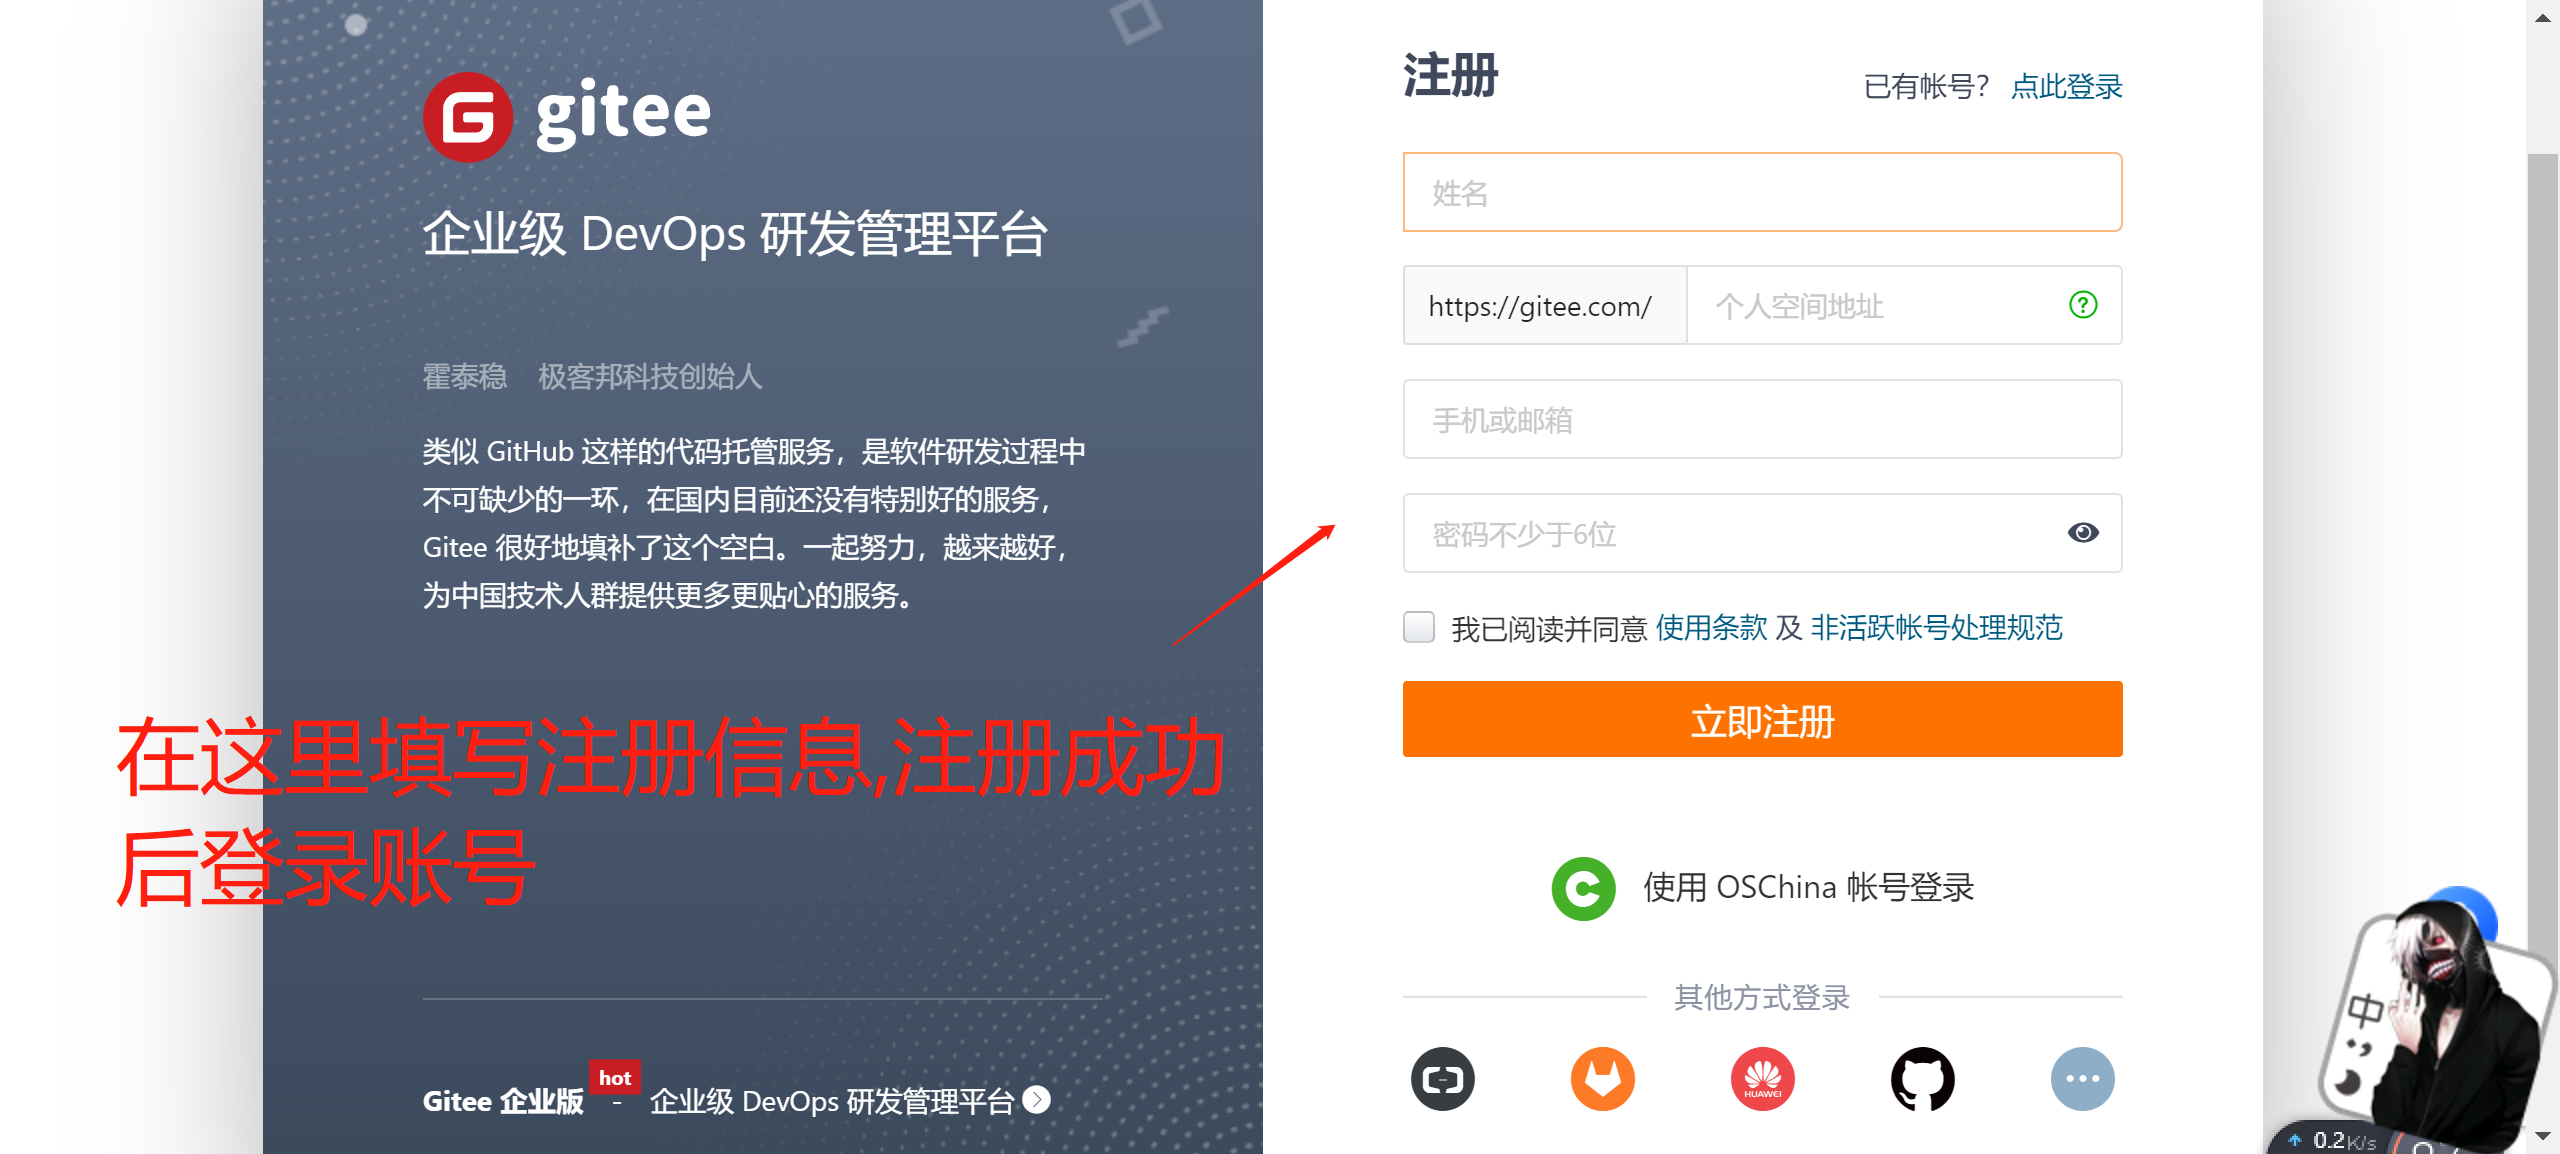 gitee
企业级 DevOps 研发管理平台
霍泰稳 极客邦科技创始人
类似 GitHub 这样的代码托管服务，是软件研发过程中
不可缺少的一环，在国内目前还没有特别好的服务，
Gitee 很好地填补了这个空白。一起努力，越来越好，
为中国技术人群提供更多更贴心的服务。
在这里填写注册信息,注册成功
后登录账号
Gitee 企业版 hot - 企业级 DevOps 研发管理平台
注册
已有帐号？ 点此登录
姓名
https://gitee.com/ 个人空间地址
手机或邮箱
密码不少于6位
我已阅读并同意 使用条款 及 非活跃帐号处理规范
立即注册
使用 OSChina 帐号登录
其他方式登录
HUAWEI
中
0.2K/s